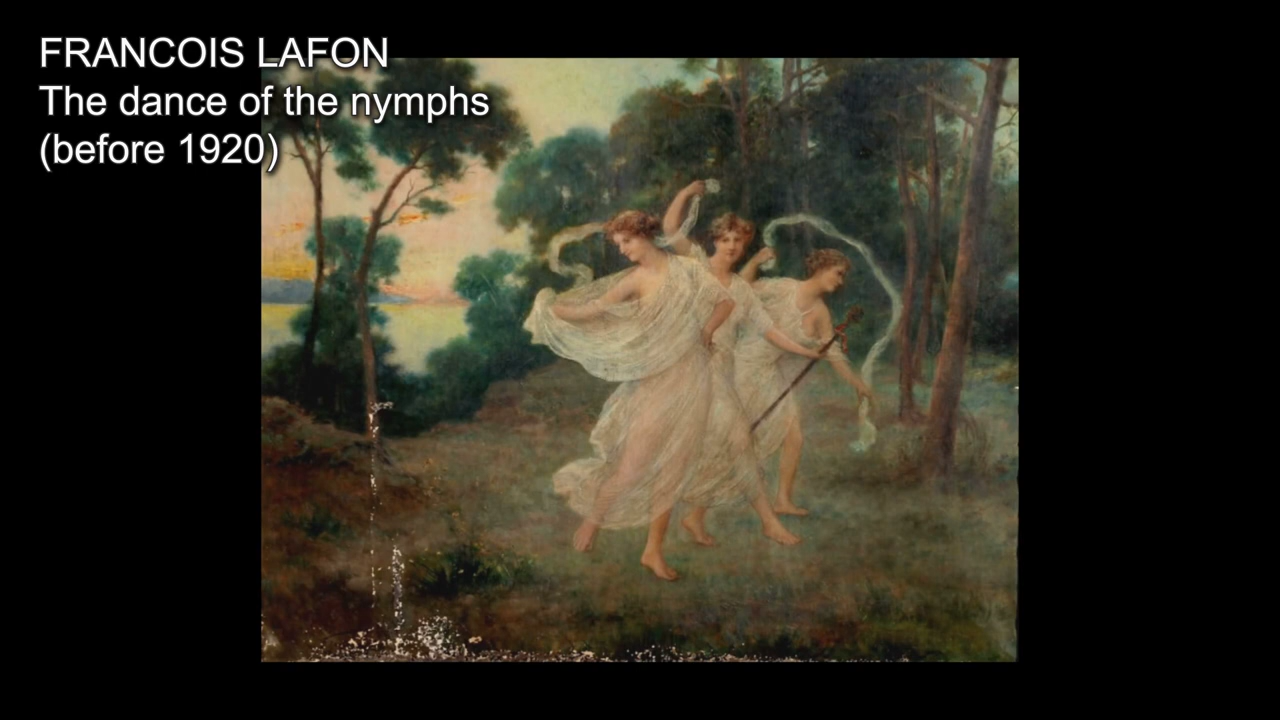 FRANCOIS LAFON
The dance of the nymphs
(before 1920)